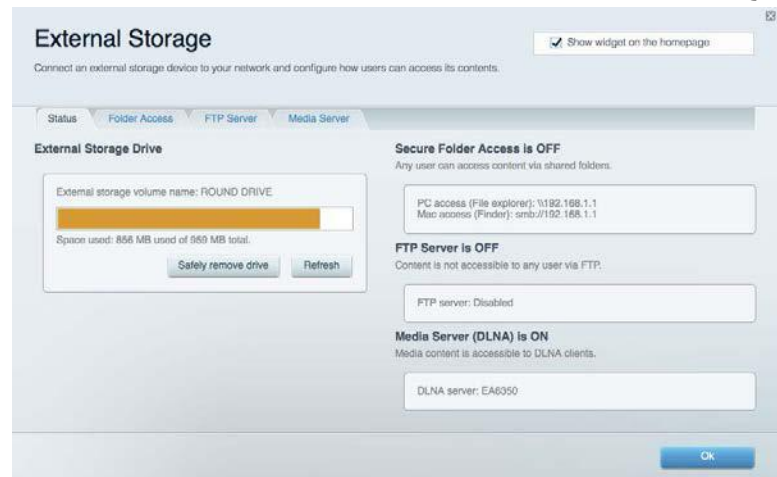 External Storage
Show widget on the homepage
Connect an external storage device to your network and configure how users can access its contents.
Status
Folder Access
FTP Server
Media Server
External Storage Drive
External storage volume name: ROUND DRIVE
Space used: 856 MB used of 959 MB total.
Safely remove drive
Refresh
Secure Folder Access is OFF
Any user can access content via shared folders.
PC access (File explorer): \\192.168.1.1
Mac access (Finder): smb://192.168.1.1
FTP Server is OFF
Content is not accessible to any user via FTP.
FTP server: Disabled
Media Server (DLNA) is ON
Media content is accessible to DLNA clients.
DLNA server: EA6350
Ok